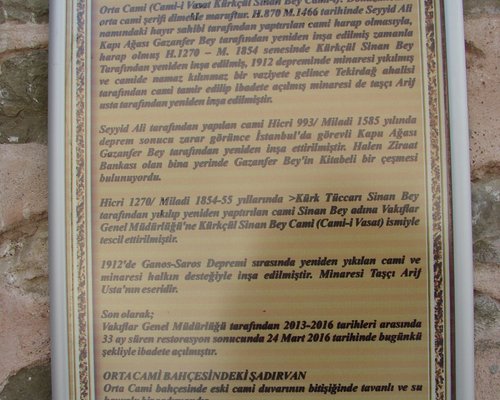 Orta Cami (Cami-i Vasat Kürkçül Sinan Bey Cami-i),
orta cami şerifi dimekle maruftur. H.870 M.1466 tarihinde Seyyid Ali
namındaki hayır sahibi tarafından yaptırılan cami harap olmasıyla,
Kapı Ağası Gazanfer Bey tarafından yeniden inşa edilmiş zamanla
harap olmuş H.1270 – M. 1854 senesinde Kürkçül Sinan Bey
Tarafından yeniden inşa edilmiş, 1912 depreminde minaresi yıkılmış
ve camide namaz kılınmaz bir vaziyete gelince Tekirdağ ahalisi
tarafından cami tamir edilip ibadete açılmış minaresi de taşçı Arif
usta tarafından yeniden inşa edilmiştir.
Seyyid Ali tarafından yapılan cami Hicri 993/ Miladi 1585 yılında
deprem sonucu zarar görünce İstanbul'da görevli Kapu Ağası
Gazanfer Bey tarafından yeniden inşa ettirilmiştir. Halen Ziraat
Bankası olan bina yerinde Gazanfer Bey'in Kitabeli bir çeşmesi
bulunuyordu.
Hicri 1270/ Miladi 1854-55 yıllarında >Kürk Tüccarı Sinan Bey
tarafından yıkılıp yeniden yaptırılan cami Sinan Bey adına Vakıflar
Genel Müdürlüğü'ne Kürkçül Sinan Bey Cami (Cami-i Vasat) ismiyle
tescil ettirilmiştir.
1912'de Ganos-Saros Depremi sırasında yeniden yıkılan cami ve
minaresi halkın desteğiyle inşa edilmiştir. Minaresi Taşçı Arif
Usta'nın eseridir.
Son olarak;
Vakıflar Genel Müdürlüğü tarafından 2013-2016 tarihleri arasında
33 ay süren restorasyon sonucunda 24 Mart 2016 tarihinde bugünkü
şekliyle ibadete açılmıştır.
ORTA CAMİ BAHÇESİNDEKİ ŞADIRVAN
Orta Cami bahçesinde eski cami duvarının bitişiğinde tavanlı ve su